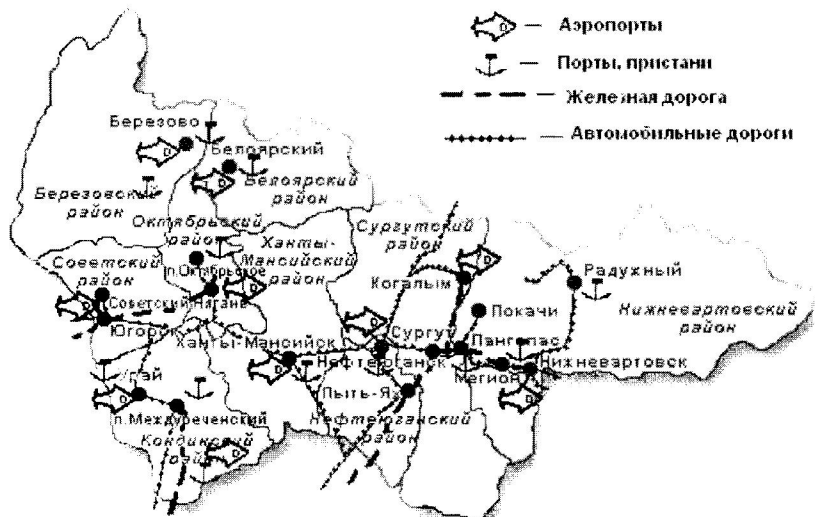 Аэропорты
Порты, пристани
Железная дорога
Автомобильные дороги
Березово
Белоярский
Белоярский
район
Березовский
район
Октябрьский
район
Ханты-
Мансийский
район
Сургутский
район
Советский
район
п.Октябрьское
Советский
Нягань
Югорск
Когалым
Радужный
Покачи
Нижневартовский
район
Ханты-Мансийск
Сургут
Лангепас
Нефтеюганск
Мегион
Нижневартовск
Урай
Пыть-Ях
п.Междуреченский
Нефтеюганский
район
Кондинский
район